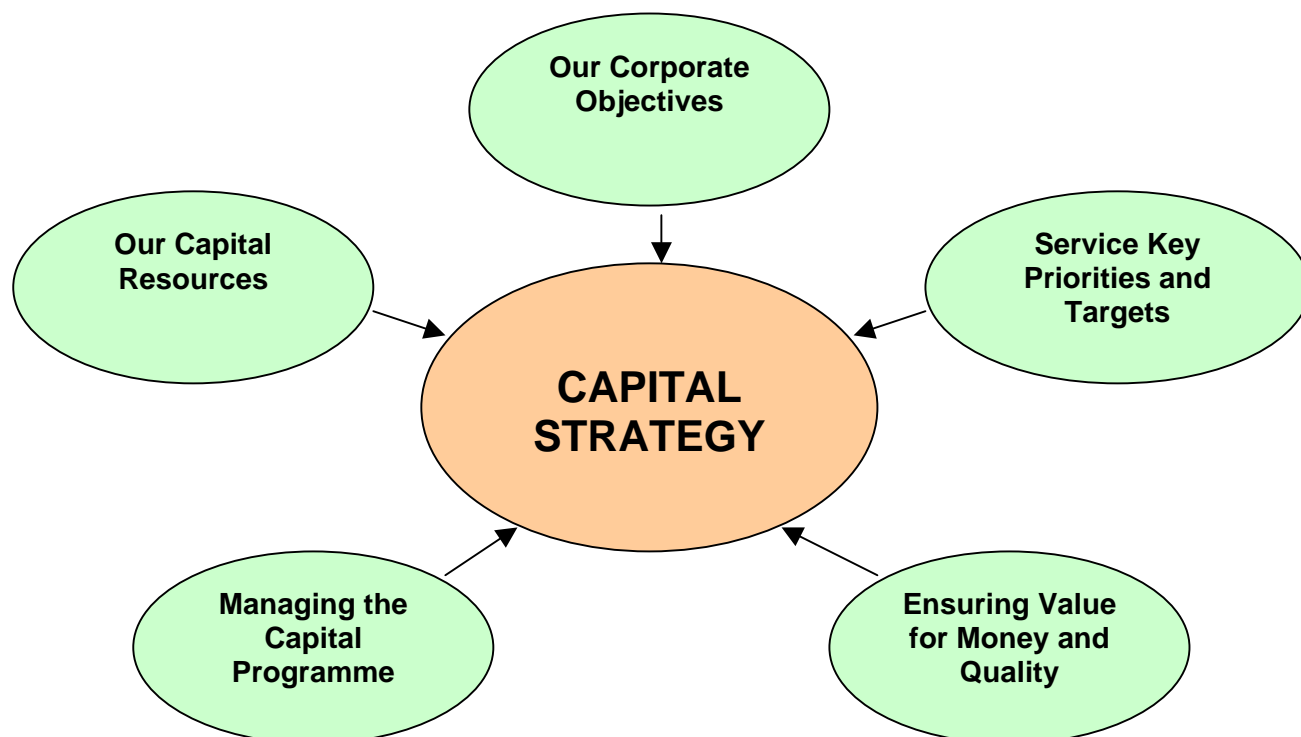 Our Corporate
Objectives
Our Capital
Resources
Service Key
Priorities and
Targets
CAPITAL
STRATEGY
Managing the
Capital
Programme
Ensuring Value
for Money and
Quality